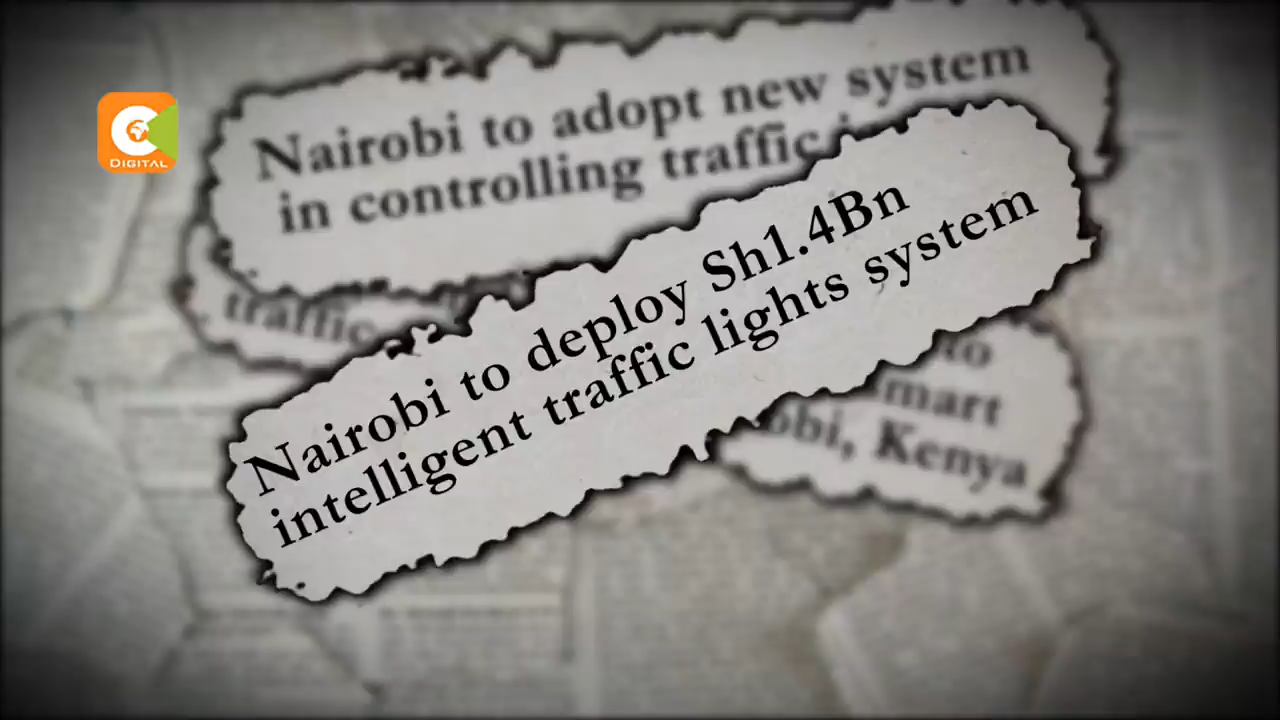 DIGITAL
Nairobi to adopt new system
in controlling traffic
traffic
Nairobi to deploy Sh1.4Bn
intelligent traffic lights system
to
Kenya